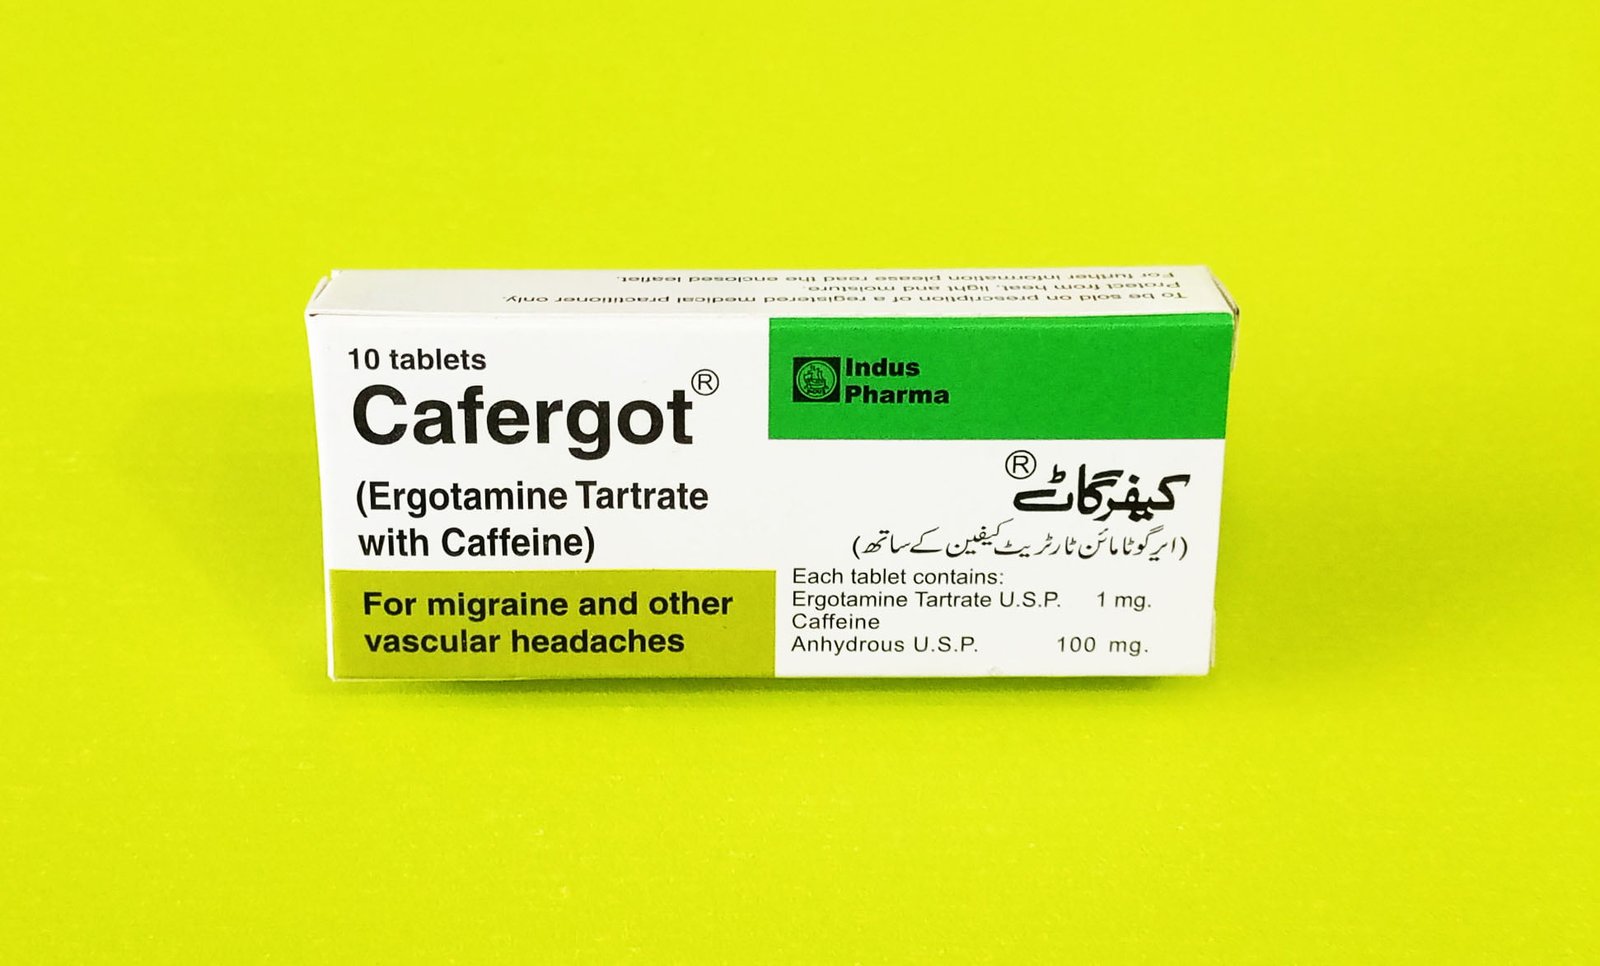 To be sold on prescription of a registered medical practitioner only.
Protect from heat, light and moisture.
For further information please read the enclosed leaflet.
10 tablets
Cafergot®
(Ergotamine Tartrate
with Caffeine)
For migraine and other
vascular headaches
Indus
Pharma
کیفرگاٹ®
(ایرگوٹامائن ٹارٹریٹ کیفین کے ساتھ)
Each tablet contains:
Ergotamine Tartrate U.S.P. 1 mg.
Caffeine
Anhydrous U.S.P. 100 mg.